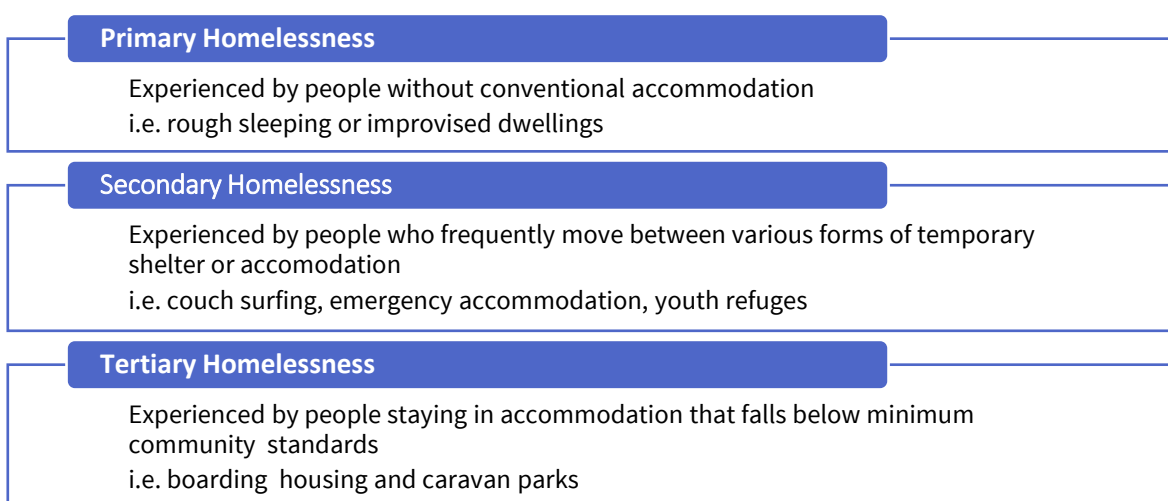 Primary Homelessness
Experienced by people without conventional accommodation
i.e. rough sleeping or improvised dwellings
Secondary Homelessness
Experienced by people who frequently move between various forms of temporary
shelter or accomodation
i.e. couch surfing, emergency accommodation, youth refuges
Tertiary Homelessness
Experienced by people staying in accommodation that falls below minimum
community  standards
i.e. boarding  housing and caravan parks